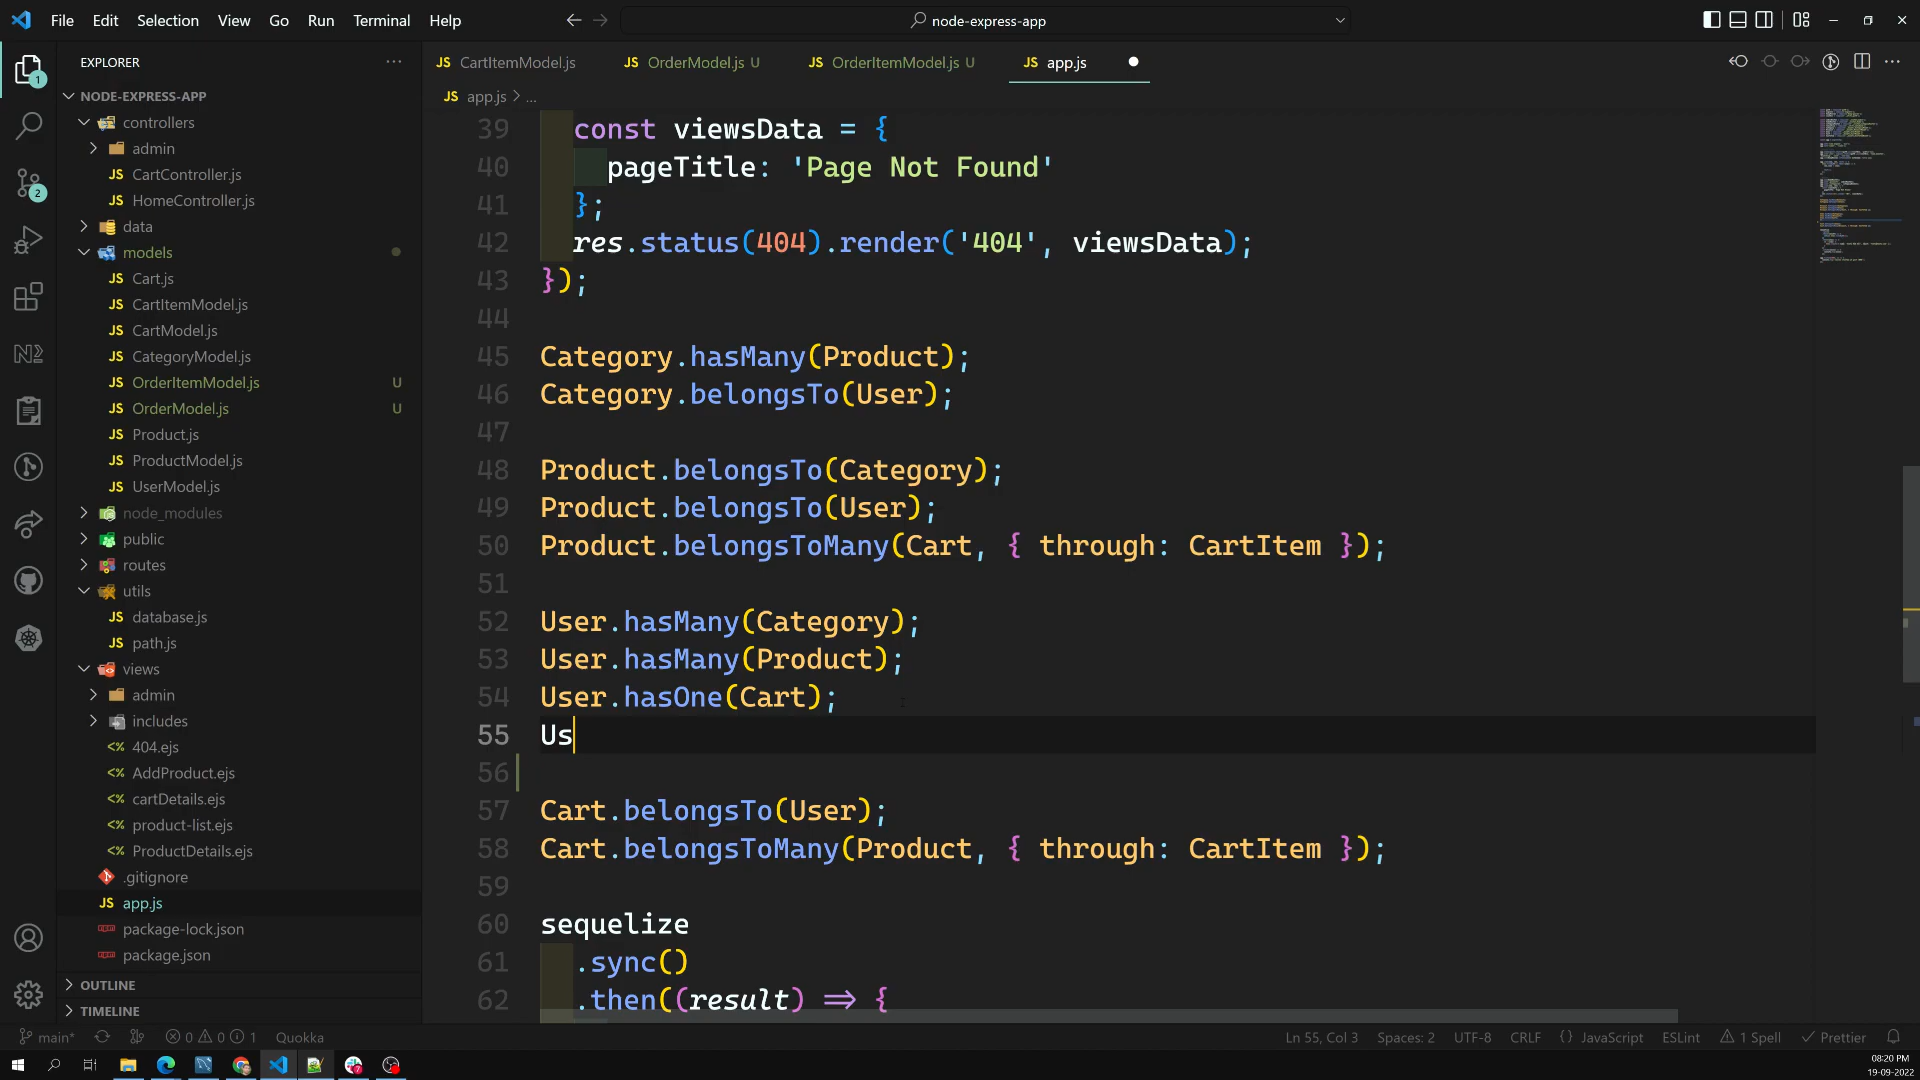 File Edit Selection View Go Run Terminal Help
node-express-app
EXPLORER
NODE-EXPRESS-APP
controllers
admin
CartController.js
HomeController.js
data
models
Cart.js
CartItemModel.js
CartModel.js
CategoryModel.js
OrderItemModel.js U
OrderModel.js U
Product.js
ProductModel.js
UserModel.js
node_modules
public
routes
utils
database.js
path.js
views
admin
includes
404.ejs
AddProduct.ejs
cartDetails.ejs
product-list.ejs
ProductDetails.ejs
.gitignore
app.js
package-lock.json
package.json
OUTLINE
TIMELINE
JS CartItemModel.js JS OrderModel.js U JS OrderItemModel.js U JS app.js
JS app.js > ...
39 const viewsData = {
40 pageTitle: 'Page Not Found'
41 };
42 res.status(404).render('404', viewsData);
43 });
44
45 Category.hasMany(Product);
46 Category.belongsTo(User);
47
48 Product.belongsTo(Category);
49 Product.belongsTo(User);
50 Product.belongsToMany(Cart, { through: CartItem });
51
52 User.hasMany(Category);
53 User.hasMany(Product);
54 User.hasOne(Cart);
55 Us
56
57 Cart.belongsTo(User);
58 Cart.belongsToMany(Product, { through: CartItem });
59
60 sequelize
61 .sync()
62 .then((result) => {
main* 0 0 1 Quokka Ln 55, Col 3 Spaces: 2 UTF-8 CRLF {} JavaScript ESLint 1 Spell Prettier
08:20 PM
19-09-2022